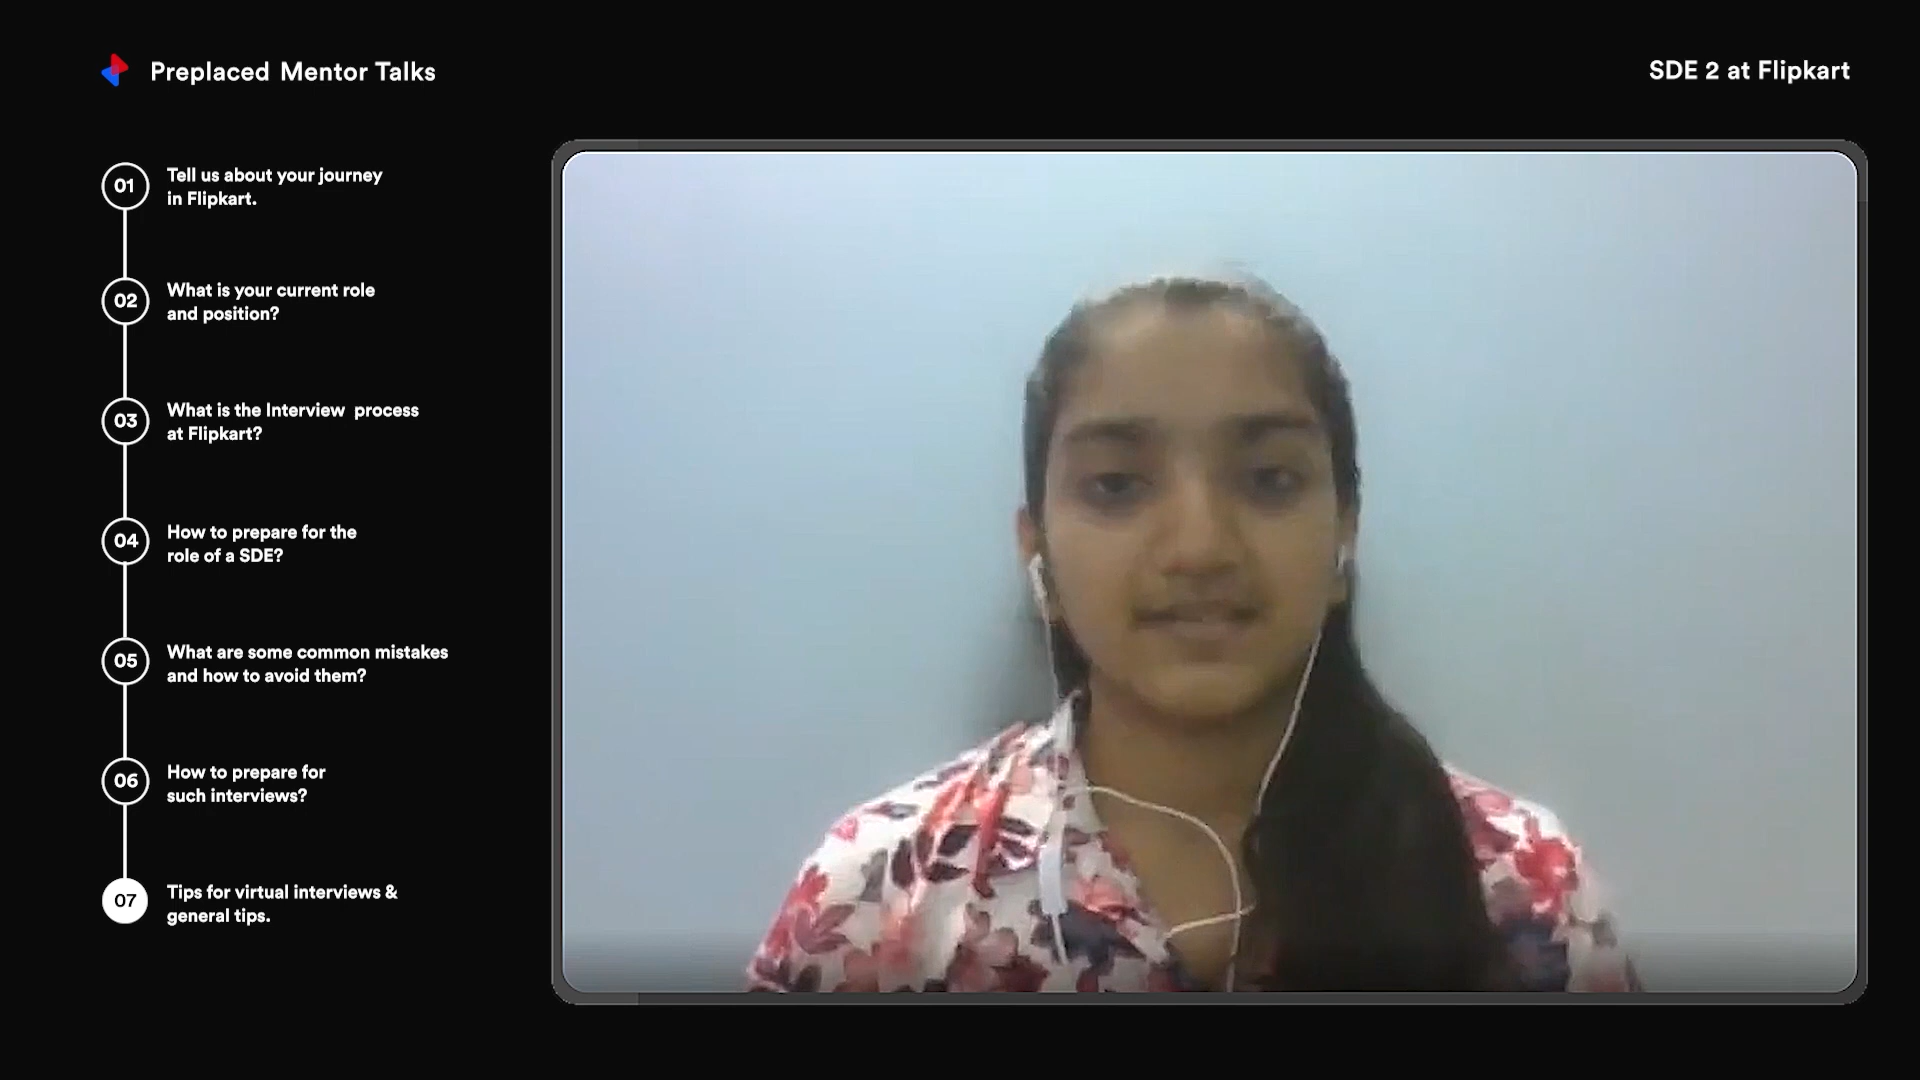 Preplaced Mentor Talks
SDE 2 at Flipkart
01
Tell us about your journey
in Flipkart.
02
What is your current role
and position?
03
What is the Interview process
at Flipkart?
04
How to prepare for the
role of a SDE?
05
What are some common mistakes
and how to avoid them?
06
How to prepare for
such interviews?
07
Tips for virtual interviews &
general tips.